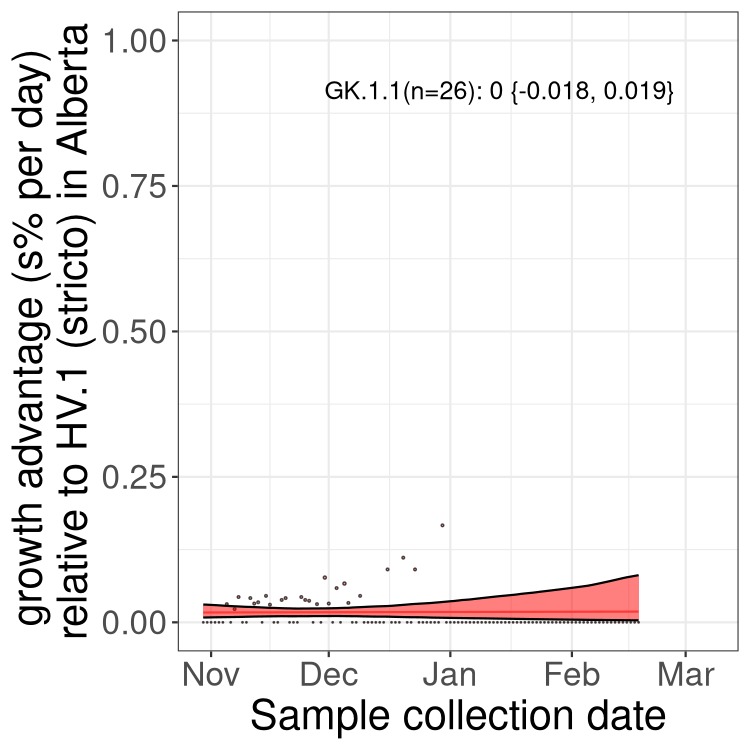 growth advantage (s% per day)
relative to HV.1 (stricto) in Alberta
1.00
0.75
0.50
0.25
0.00
GK.1.1(n=26): 0 {-0.018, 0.019}
Nov Dec Jan Feb Mar
Sample collection date